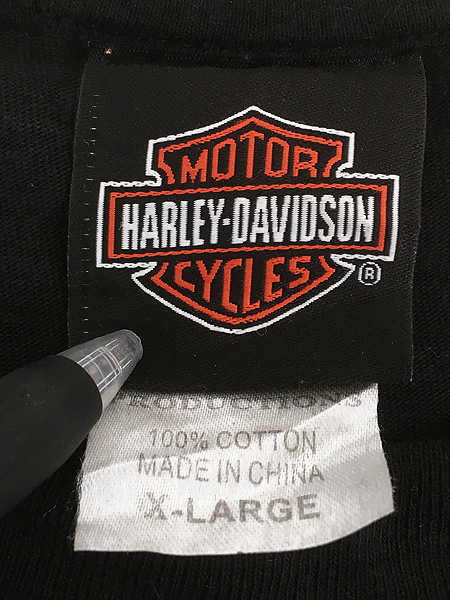 MOTOR
HARLEY-DAVIDSON
CYCLES
®
100% COTTON
MADE IN CHINA
X-LARGE